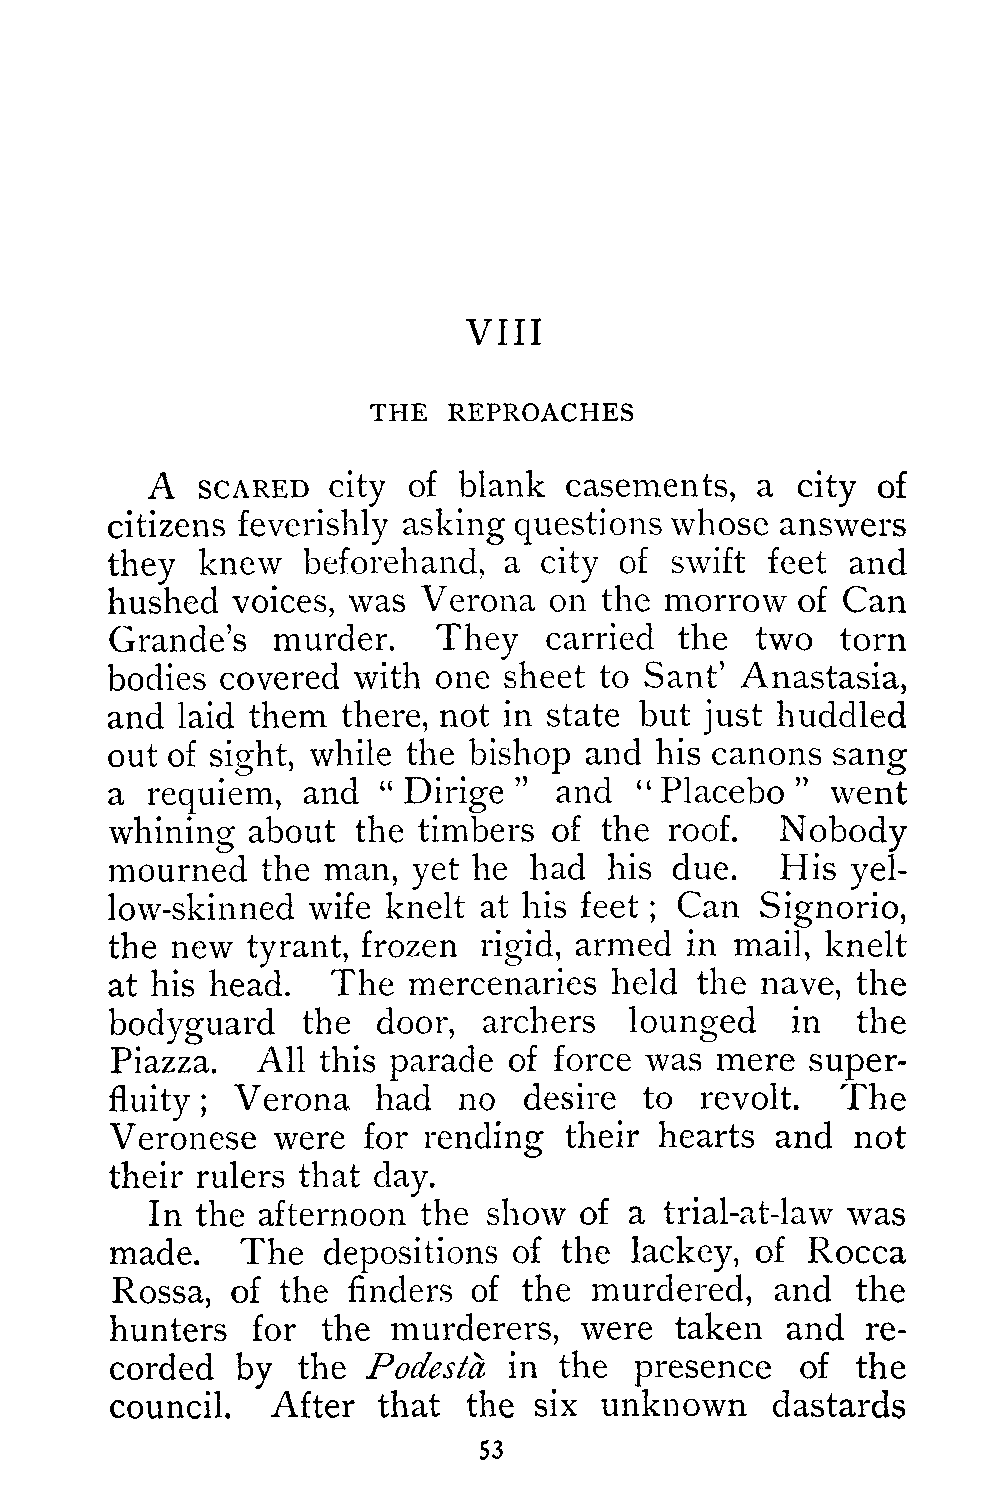 VIII
THE REPROACHES
A SCARED city of blank casements, a city of
citizens feverishly asking questions whose answers
they knew beforehand, a city of swift feet and
hushed voices, was Verona on the morrow of Can
Grande's murder. They carried the two torn
bodies covered with one sheet to Sant' Anastasia,
and laid them there, not in state but just huddled
out of sight, while the bishop and his canons sang
a requiem, and “ Dirige ” and “ Placebo ” went
whining about the timbers of the roof. Nobody
mourned the man, yet he had his due. His yel-
low-skinned wife knelt at his feet ; Can Signorio,
the new tyrant, frozen rigid, armed in mail, knelt
at his head. The mercenaries held the nave, the
bodyguard the door, archers lounged in the
Piazza. All this parade of force was mere super-
fluity ; Verona had no desire to revolt. The
Veronese were for rending their hearts and not
their rulers that day.
In the afternoon the show of a trial-at-law was
made. The depositions of the lackey, of Rocca
Rossa, of the finders of the murdered, and the
hunters for the murderers, were taken and re-
corded by the Podestà in the presence of the
council. After that the six unknown dastards
53